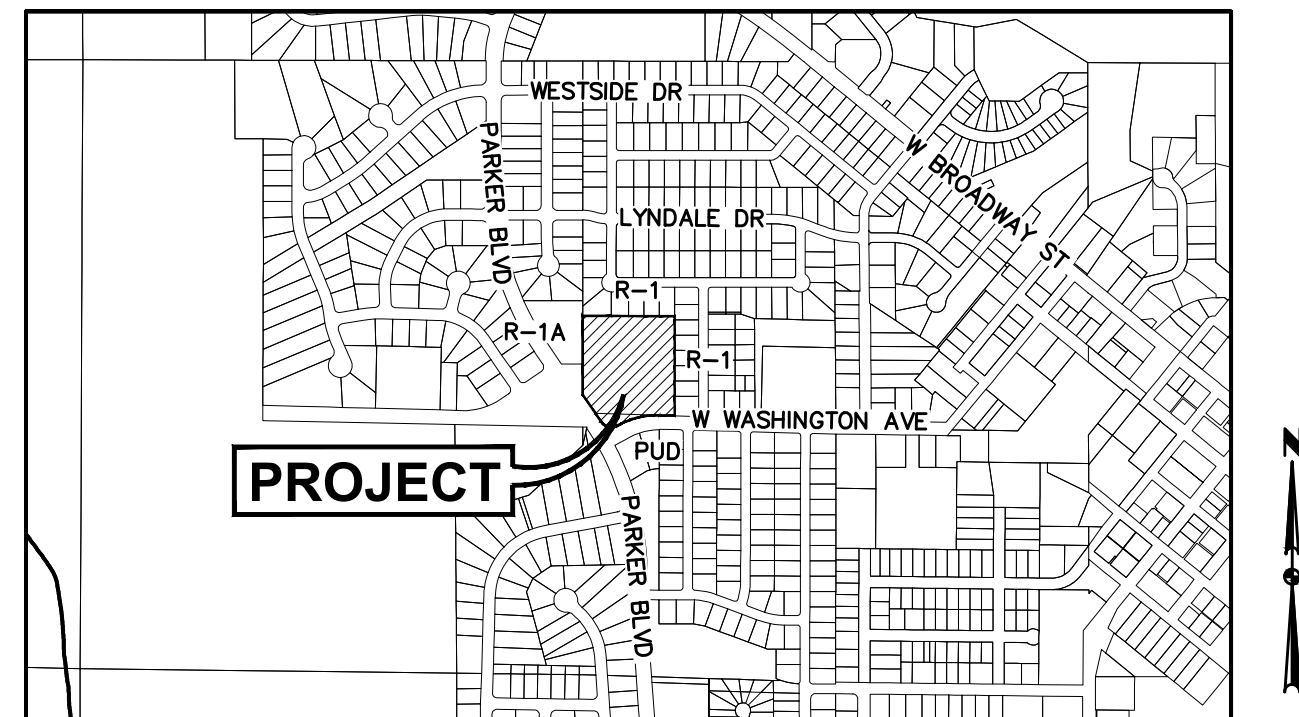 WESTSIDE DR
PARKER BLVD
W BROADWAY ST
LYNDALE DR
R-1
R-1A
R-1
W WASHINGTON AVE
PUD
PROJECT
PARKER BLVD
N